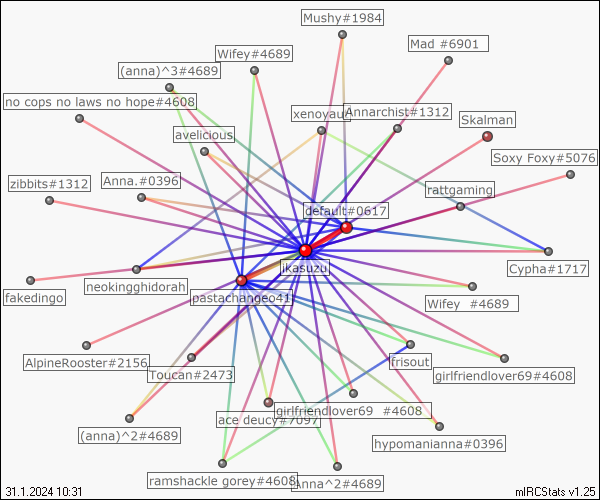 Mushy#1984
Mad #6901
Wifey#4689
(anna)^3#4689
no cops no laws no hope#4608
xenoyaul
Annarchist#1312
Skalman
avelicious
Soxy Foxy#5076
zibbits#1312
Anna.#0396
rattgaming
default#0617
iKasuzu
Cypha#1717
fakedingo
neokingghidorah
pastachangeo41
Wifey #4689
AlpineRooster#2156
Toucan#2473
frisout
girlfriendlover69#4608
ace deucy#7097
girlfriendlover69 #4608
(anna)^2#4689
hypomanianna#0396
ramshackle gorey#4608
Anna^2#4689
31.1.2024 10:31
mIRCStats v1.25